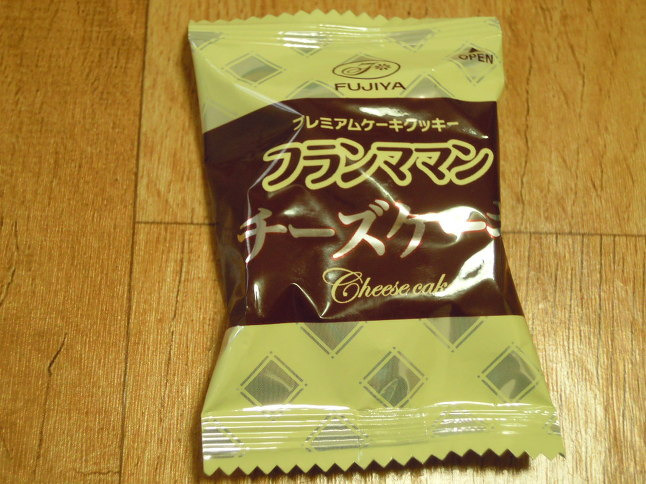 OPEN
FUJIYA
プレミアムケーキクッキー
フランママン
チーズケーキ
Cheese cak